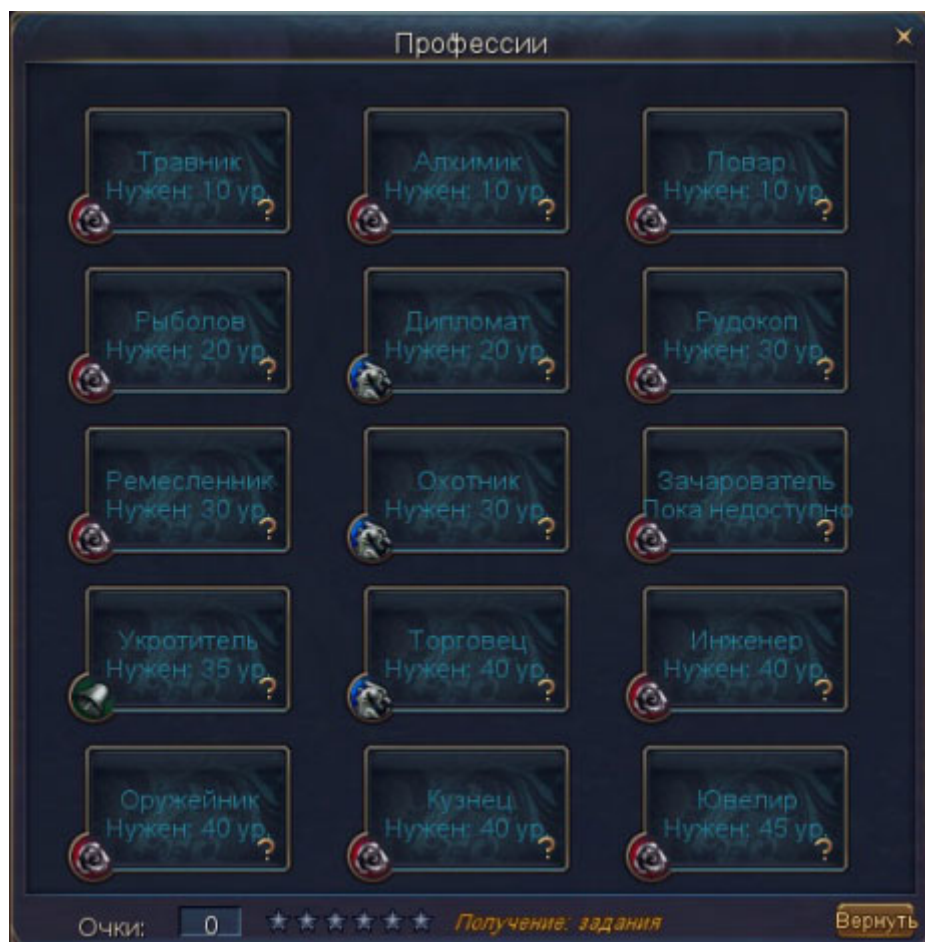 Профессии
Травник
Нужен: 10 ур.
?
Алхимик
Нужен: 10 ур.
?
Повар
Нужен: 10 ур.
?
Рыболов
Нужен: 20 ур.
?
Дипломат
Нужен: 20 ур.
?
Рудокоп
Нужен: 30 ур.
?
Ремесленник
Нужен: 30 ур.
?
Охотник
Нужен: 30 ур.
?
Зачарователь
Пока недоступно
?
Укротитель
Нужен: 35 ур.
?
Торговец
Нужен: 40 ур.
?
Инженер
Нужен: 40 ур.
?
Оружейник
Нужен: 40 ур.
?
Кузнец
Нужен: 40 ур.
?
Ювелир
Нужен: 45 ур.
?
Очки: 0 Получение: задания Вернуть